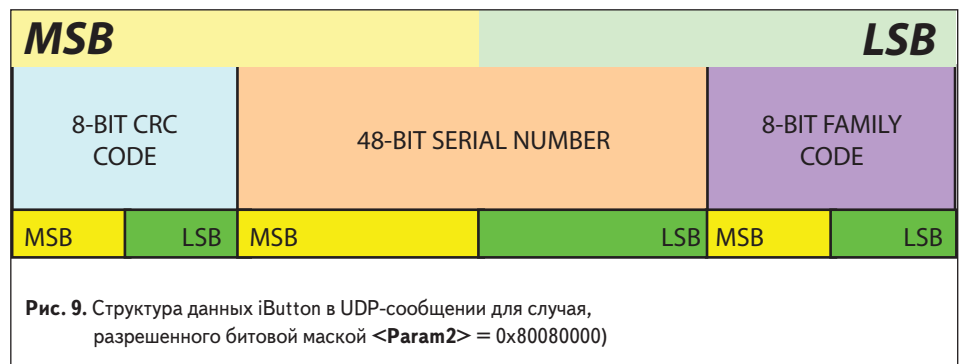 MSB LSB
8-BIT CRC
CODE
48-BIT SERIAL NUMBER
8-BIT FAMILY
CODE
MSB LSB MSB LSB MSB LSB
Рис. 9. Структура данных iButton в UDP-сообщении для случая,
разрешенного битовой маской <Param2> = 0x80080000)